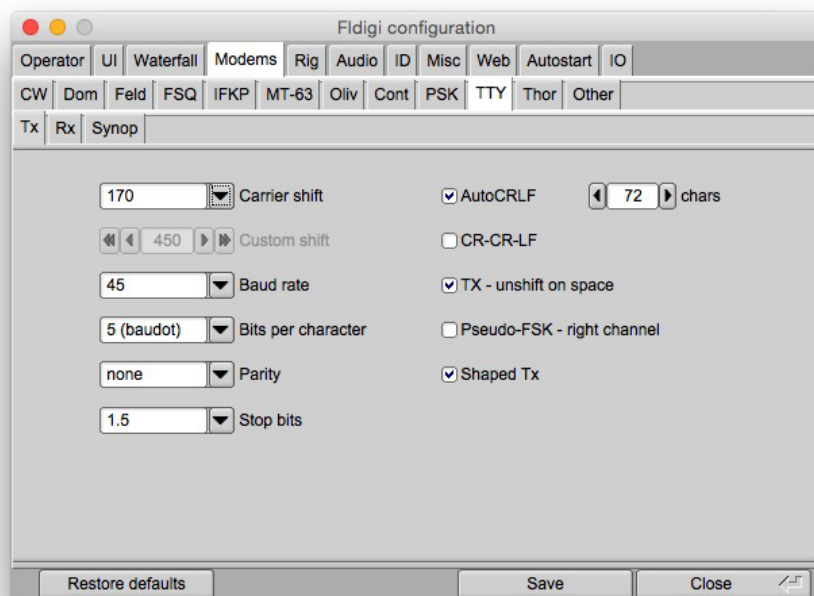 Fldigi configuration
Operator UI Waterfall Modems Rig Audio ID Misc Web Autostart IO
CW Dom Feld FSQ IFKP MT-63 Oliv Cont PSK TTY Thor Other
Tx Rx Synop
170 Carrier shift AutoCRLF 72 chars
450 Custom shift CR-CR-LF
45 Baud rate TX - unshift on space
5 (baudot) Bits per character Pseudo-FSK - right channel
none Parity Shaped Tx
1.5 Stop bits
Restore defaults Save Close